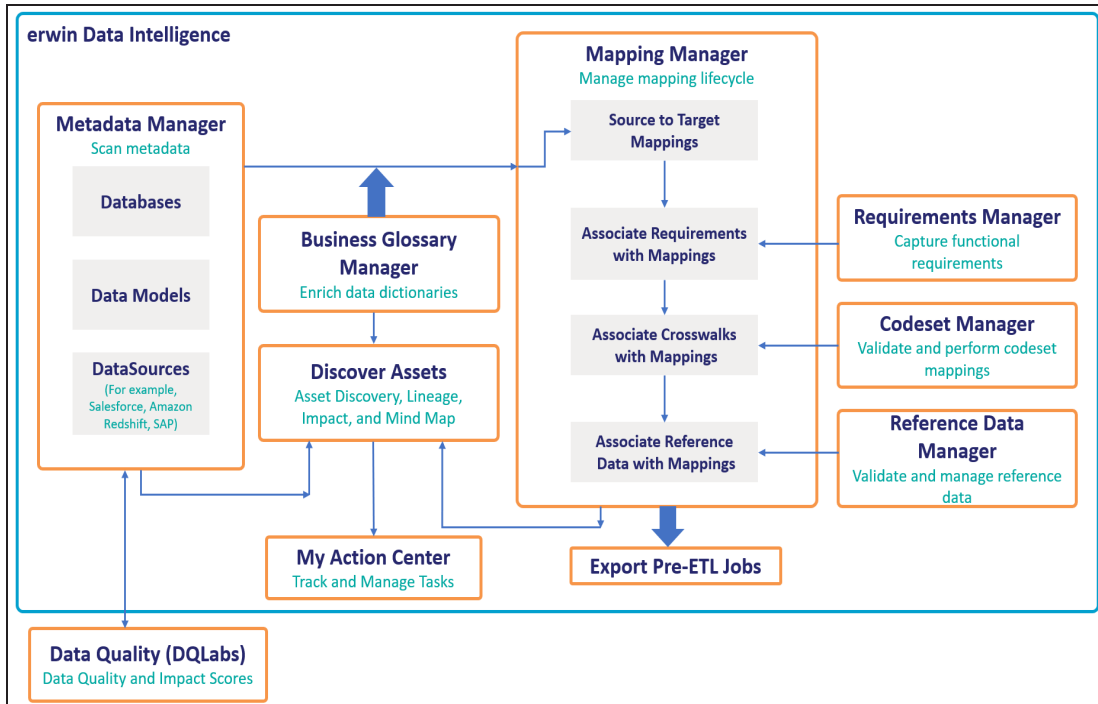 erwin Data Intelligence
Metadata Manager
Scan metadata
Databases
Data Models
DataSources
(For example,
Salesforce, Amazon
Redshift, SAP)
Business Glossary
Manager
Enrich data dictionaries
Discover Assets
Asset Discovery, Lineage,
Impact, and Mind Map
My Action Center
Track and Manage Tasks
Mapping Manager
Manage mapping lifecycle
Source to Target
Mappings
Associate Requirements
with Mappings
Associate Crosswalks
with Mappings
Associate Reference
Data with Mappings
Export Pre-ETL Jobs
Requirements Manager
Capture functional
requirements
Codeset Manager
Validate and perform codeset
mappings
Reference Data
Manager
Validate and manage reference
data
Data Quality (DQLabs)
Data Quality and Impact Scores